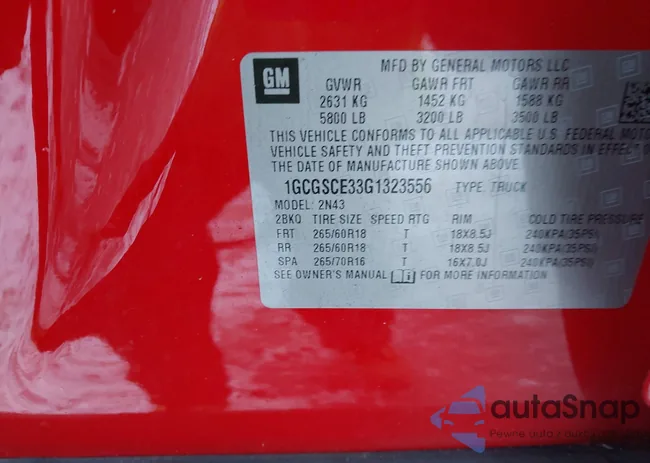 GM
MFD BY GENERAL MOTORS LLC
GVWR GAWR FRT GAWR RR
2631 KG 1452 KG 1588 KG
5800 LB 3200 LB 3500 LB
THIS VEHICLE CONFORMS TO ALL APPLICABLE U.S. FEDERAL MOTO
VEHICLE SAFETY AND THEFT PREVENTION STANDARDS IN EFFECT O
THE DATE OF MANUFACTURE SHOWN ABOVE.
1GCGSCE33G1323556 TYPE: TRUCK
MODEL: 2N43
2BKQ TIRE SIZE SPEED RTG RIM COLD TIRE PRESSURE
FRT 265/60R18 T 18X8.5J 240KPA(35PSI)
RR 265/60R18 T 18X8.5J 240KPA(35PSI)
SPA 265/70R16 T 16X7.0J 240KPA(35PSI)
SEE OWNER'S MANUAL FOR MORE INFORMATION
autaSnap
Pewne auta z